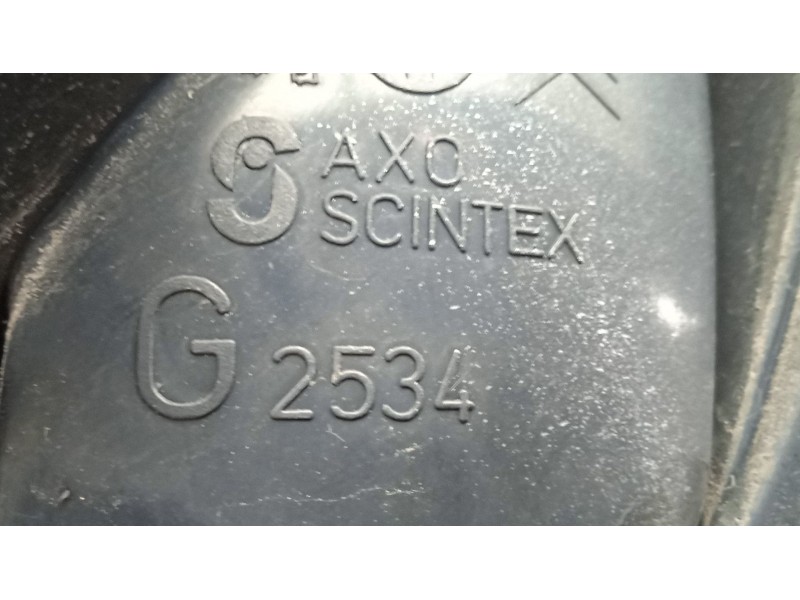 AXO
SCINTEX
G 2534